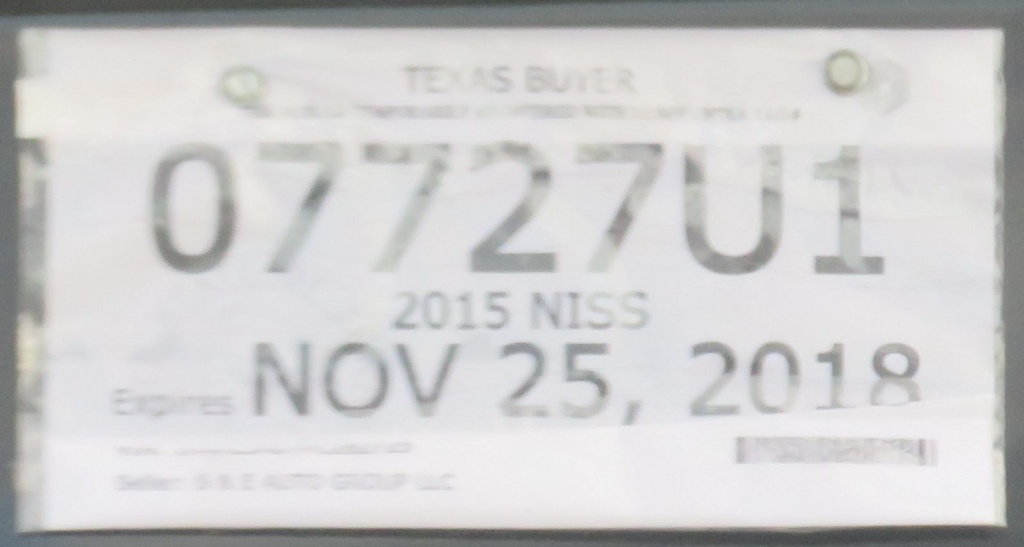 TEXAS BUYER
07727U1
2015 NISS
Expires NOV 25, 2018
Seller: S & E AUTO GROUP LLC